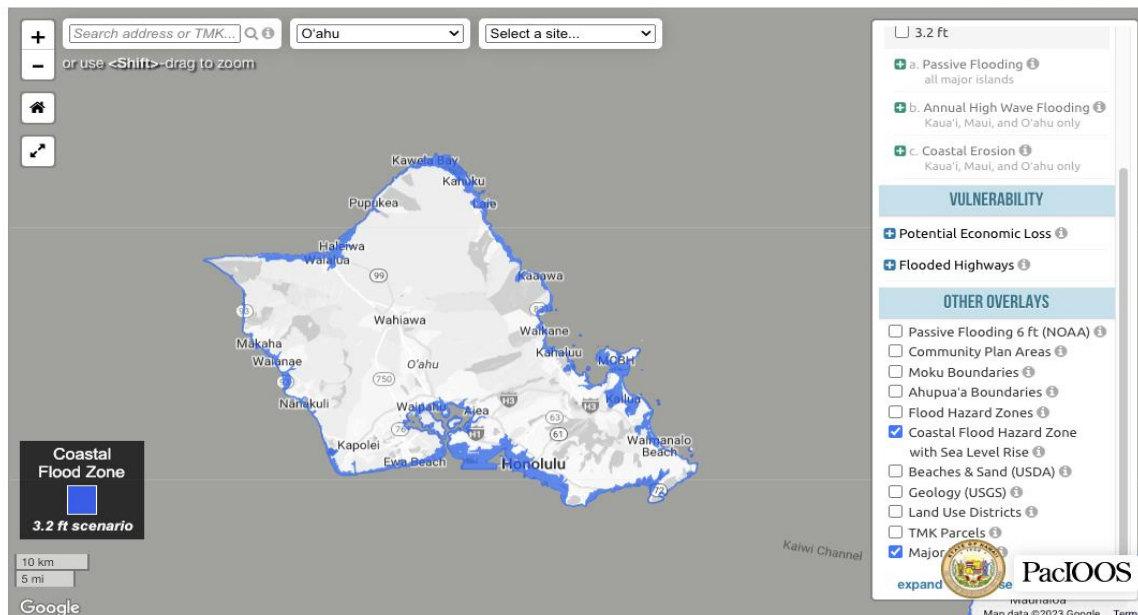 +
−
Search address or TMK...
O'ahu
Select a site...
or use <Shift>-drag to zoom
3.2 ft
a. Passive Flooding
all major islands
b. Annual High Wave Flooding
Kaua'i, Maui, and O'ahu only
c. Coastal Erosion
Kaua'i, Maui, and O'ahu only
VULNERABILITY
Potential Economic Loss
Flooded Highways
OTHER OVERLAYS
Passive Flooding 6 ft (NOAA)
Community Plan Areas
Moku Boundaries
Ahupua'a Boundaries
Flood Hazard Zones
Coastal Flood Hazard Zone
with Sea Level Rise
Beaches & Sand (USDA)
Geology (USGS)
Land Use Districts
TMK Parcels
Major
expand
PacIOOS
Kawela Bay
Kahuku
Laie
Pupukea
Haleiwa
Waialua
99
Kaaawa
93
83
Wahiawa
Waikane
Makaha
Kahaluu
Waianae
O'ahu
MCBH
750
Nanakuli
H3
H3
Kailua
Waipahu
Aiea
63
76
H1
61
Waimanalo
Beach
Kapolei
Ewa Beach
Honolulu
72
Coastal
Flood Zone
3.2 ft scenario
Kaiwi Channel
10 km
5 mi
Google
Maunaloa
Map data ©2023 Google